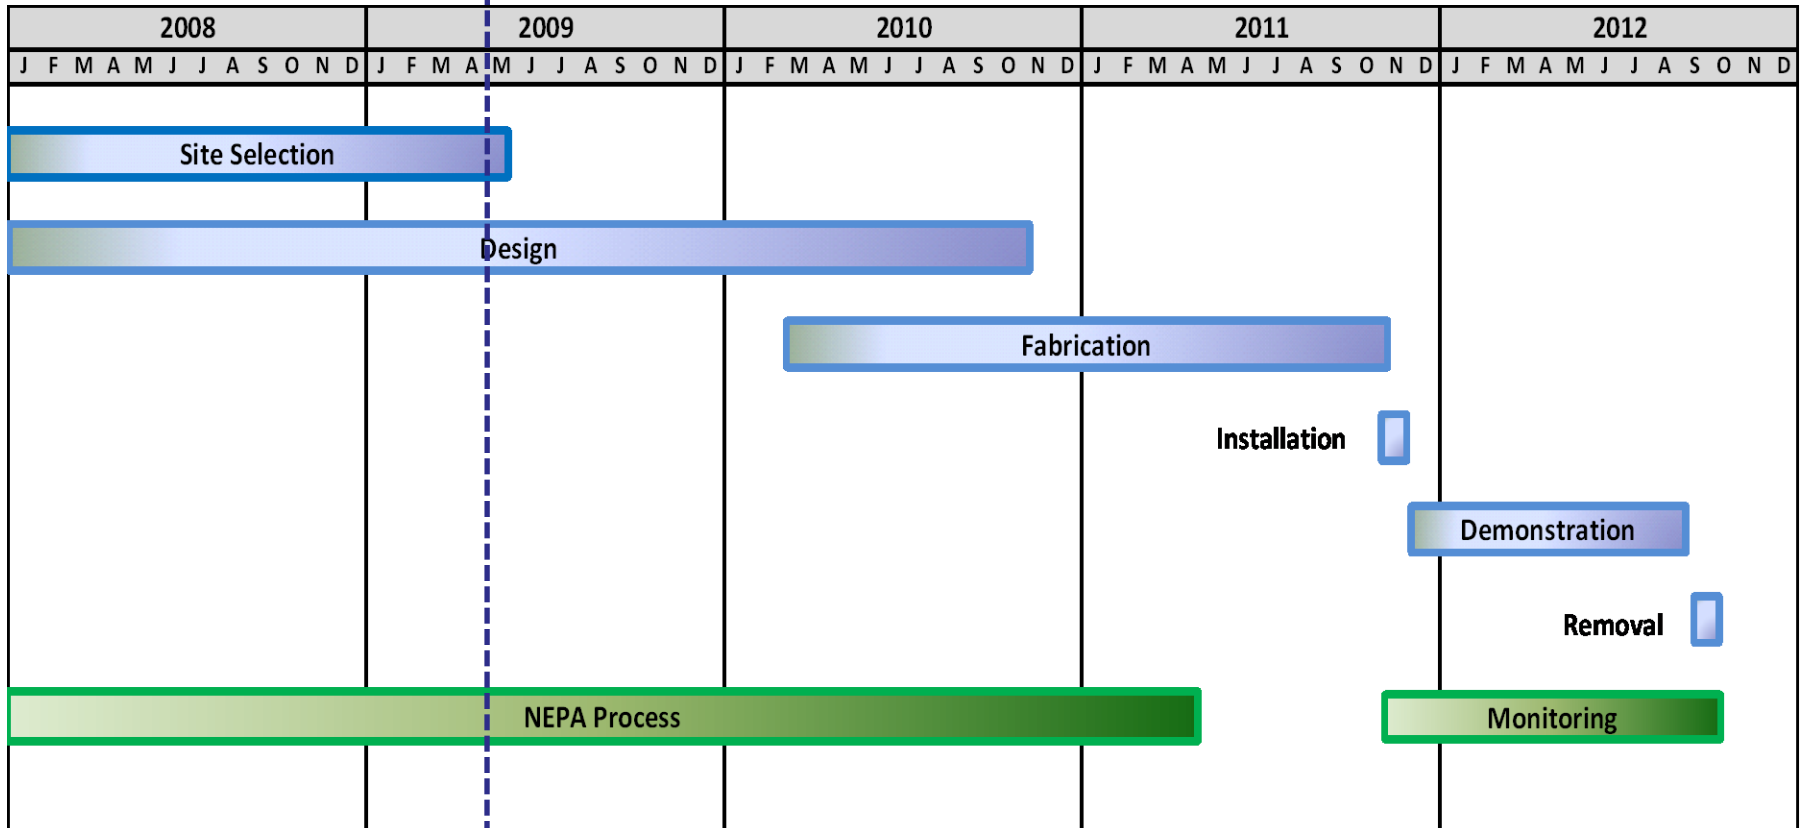 2008 2009 2010 2011 2012
J F M A M J J A S O N D J F M A M J J A S O N D J F M A M J J A S O N D J F M A M J J A S O N D J F M A M J J A S O N D
Site Selection
Design
Fabrication
Installation
Demonstration
Removal
NEPA Process Monitoring